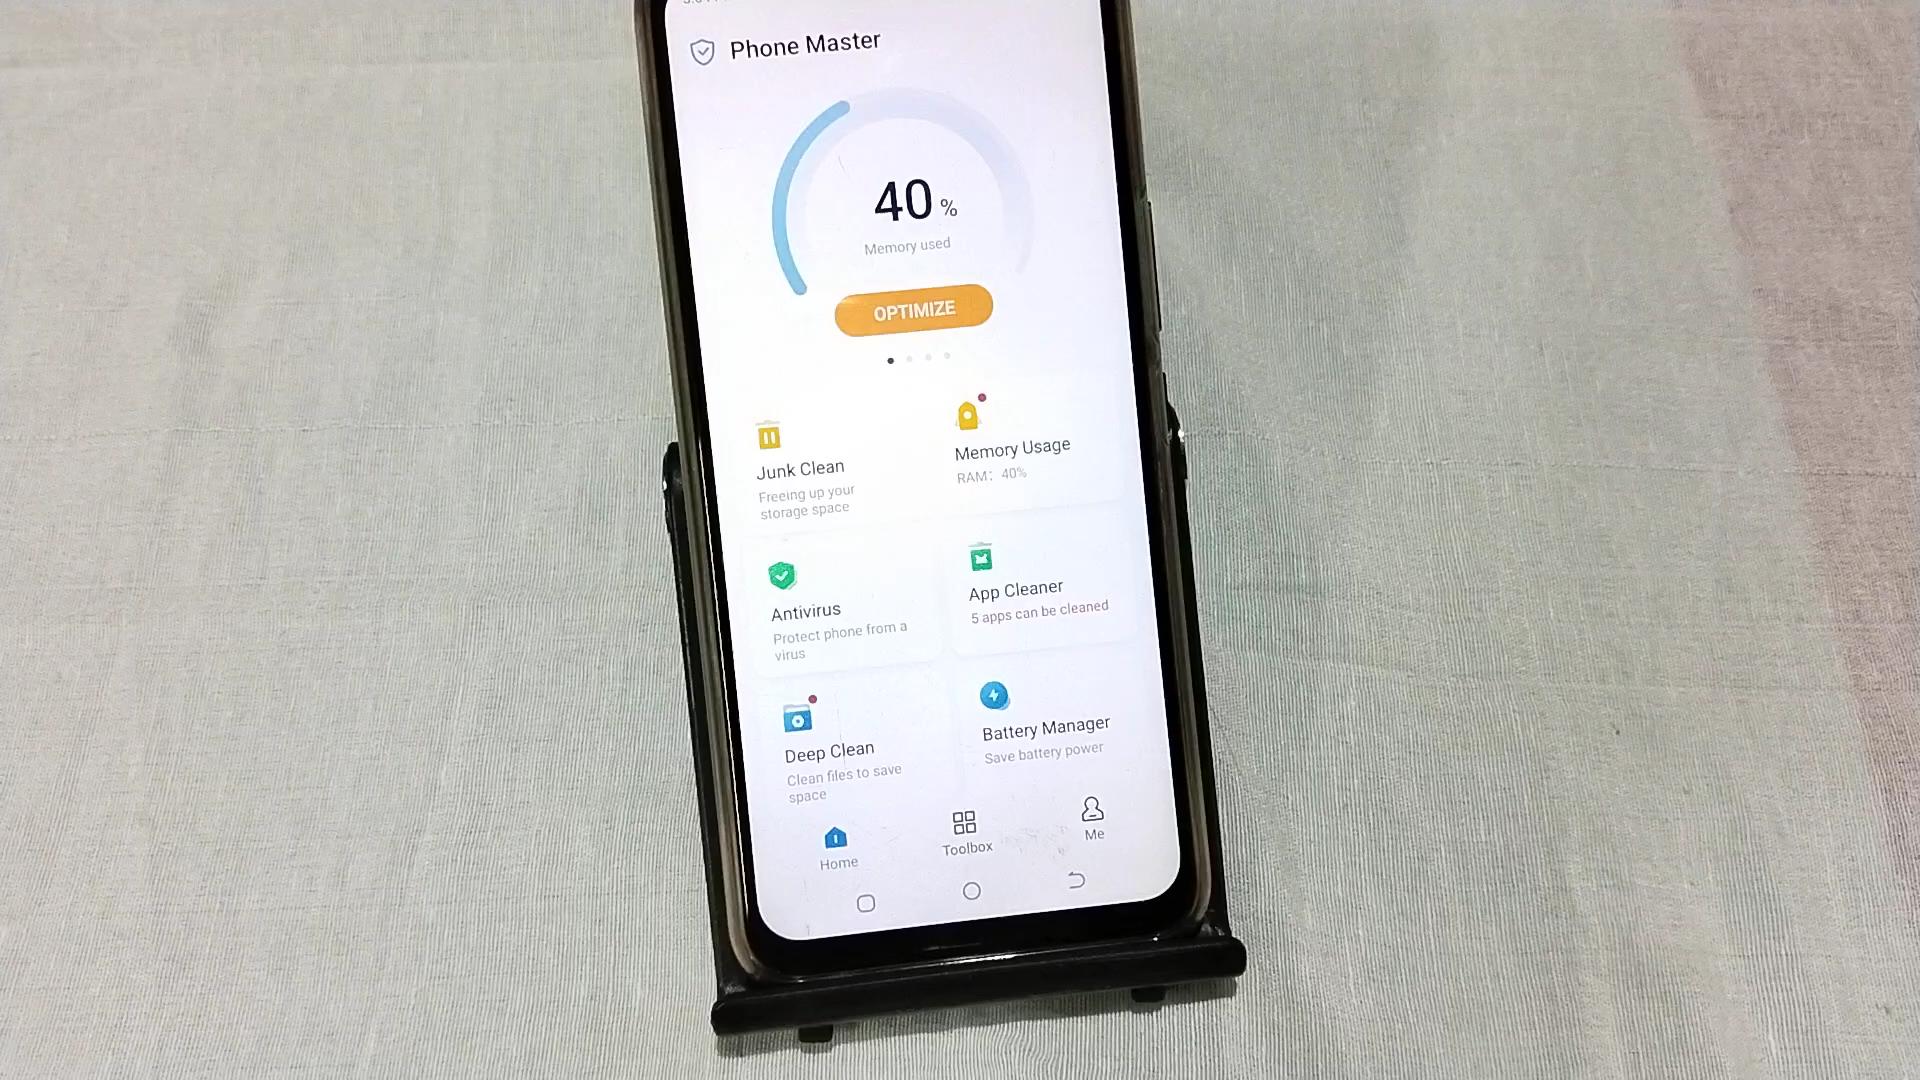 Phone Master
40 %
Memory used
OPTIMIZE
Junk Clean
Freeing up your
storage space
Memory Usage
RAM: 40%
Antivirus
Protect phone from a
virus
App Cleaner
5 apps can be cleaned
Deep Clean
Clean files to save
space
Battery Manager
Save battery power
Home
Toolbox
Me